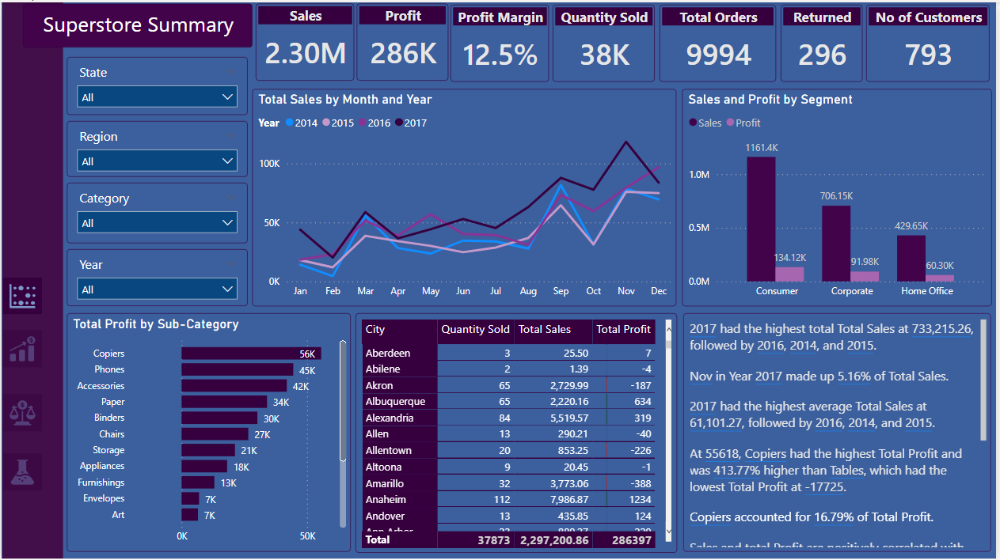 Superstore Summary
Sales
2.30M
Profit
286K
Profit Margin
12.5%
Quantity Sold
38K
Total Orders
9994
Returned
296
No of Customers
793
State
All
Region
All
Category
All
Year
All
Total Sales by Month and Year
Year 2014 2015 2016 2017
100K
50K
0K
Jan Feb Mar Apr May Jun Jul Aug Sep Oct Nov Dec
Sales and Profit by Segment
Sales Profit
1.0M
0.5M
0.0M
1161.4K
134.12K
706.15K
91.98K
429.65K
60.30K
Consumer Corporate Home Office
Total Profit by Sub-Category
Copiers 56K
Phones 45K
Accessories 42K
Paper 34K
Binders 30K
Chairs 27K
Storage 21K
Appliances 18K
Furnishings 13K
Envelopes 7K
Art 7K
0K 50K
City Quantity Sold Total Sales Total Profit
Aberdeen 3 25.50 7
Abilene 2 1.39 -4
Akron 65 2,729.99 -187
Albuquerque 65 2,220.16 634
Alexandria 84 5,519.57 319
Allen 13 290.21 -40
Allentown 20 853.25 -226
Altoona 9 20.45 -1
Amarillo 32 3,773.06 -388
Anaheim 112 7,986.87 1234
Andover 13 435.85 124
Total 37873 2,297,200.86 286397
2017 had the highest total Total Sales at 733,215.26,
followed by 2016, 2014, and 2015.
Nov in Year 2017 made up 5.16% of Total Sales.
2017 had the highest average Total Sales at
61,101.27, followed by 2016, 2014, and 2015.
At 55618, Copiers had the highest Total Profit and
was 413.77% higher than Tables, which had the
lowest Total Profit at -17725.
Copiers accounted for 16.79% of Total Profit.
Sales and total Profit are positively correlated with